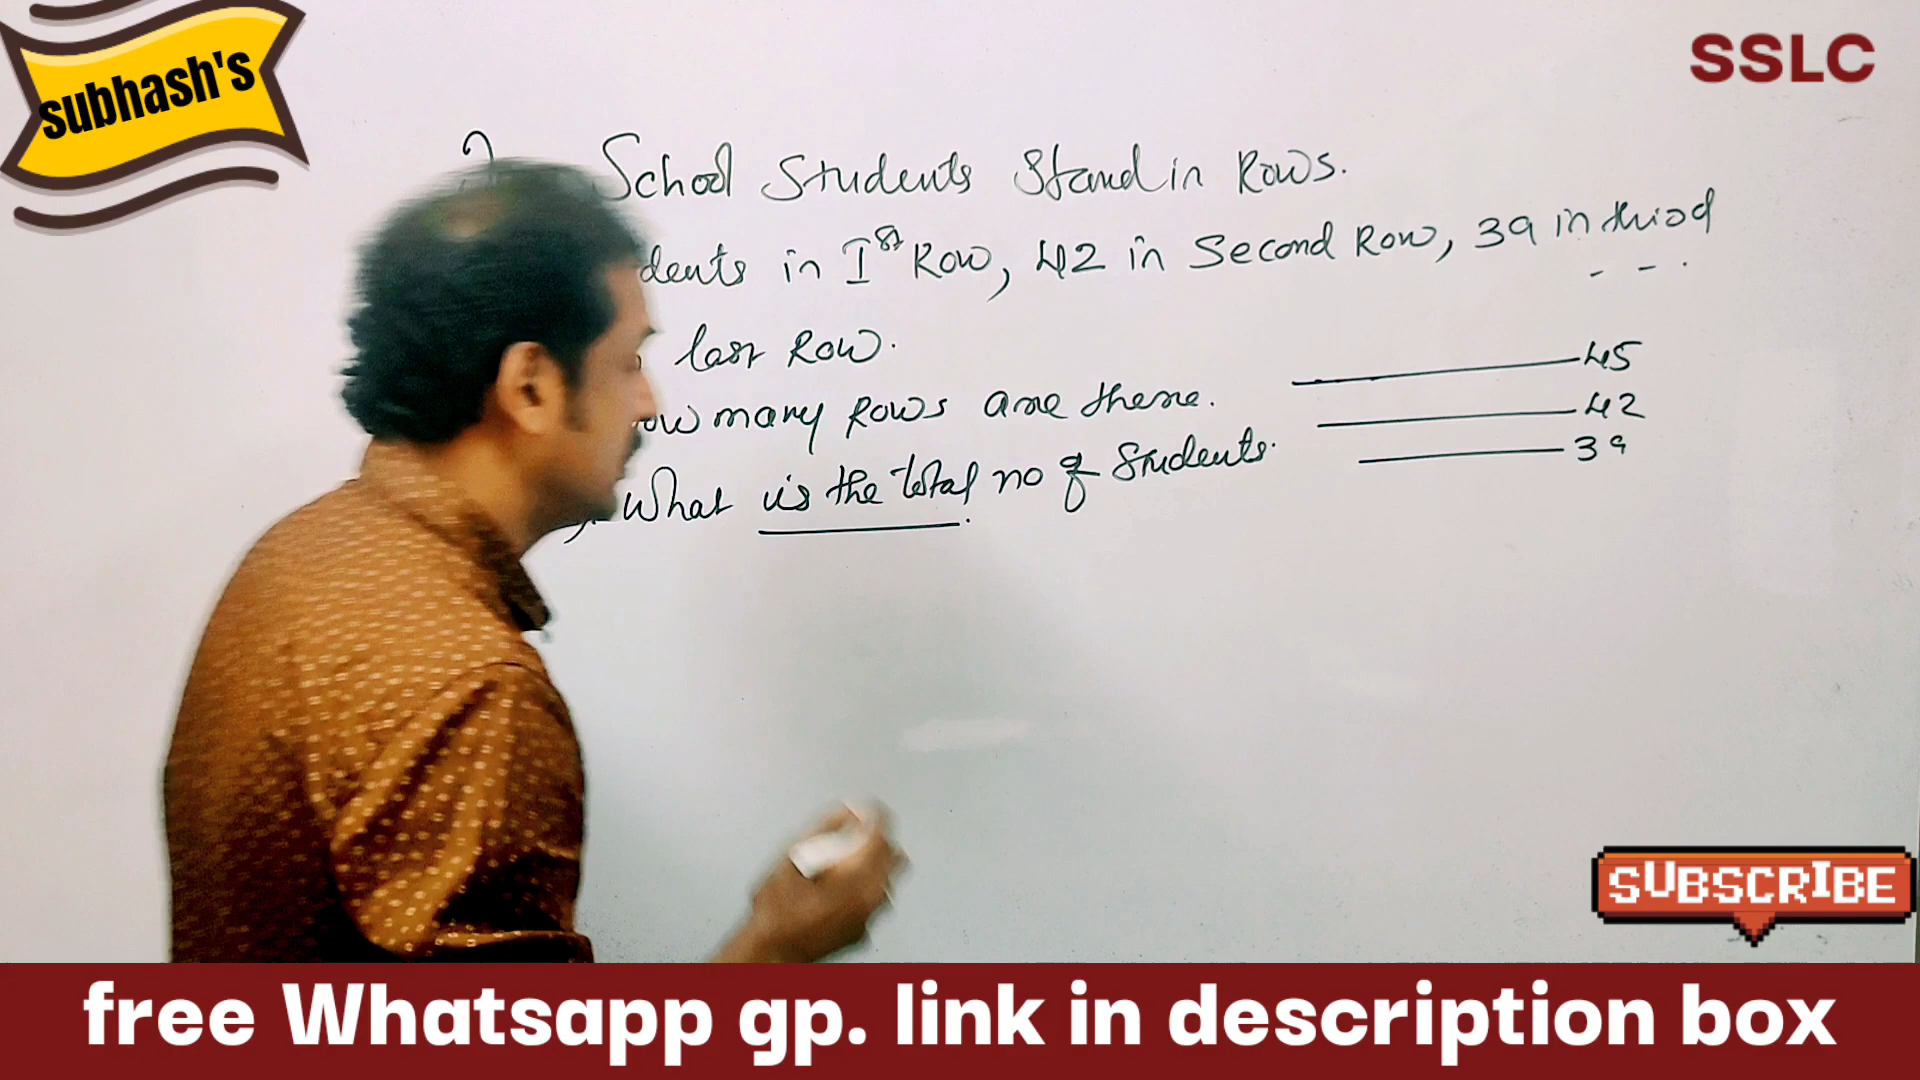 subhash's
SSLC
School Students Stand in Rows.
dents in Ist Row, 42 in Second Row, 39 in third
- - .
last Row.
ow many Rows are there.
What is the total no of Students.
45
42
39
SUBSCRIBE
free Whatsapp gp. link in description box